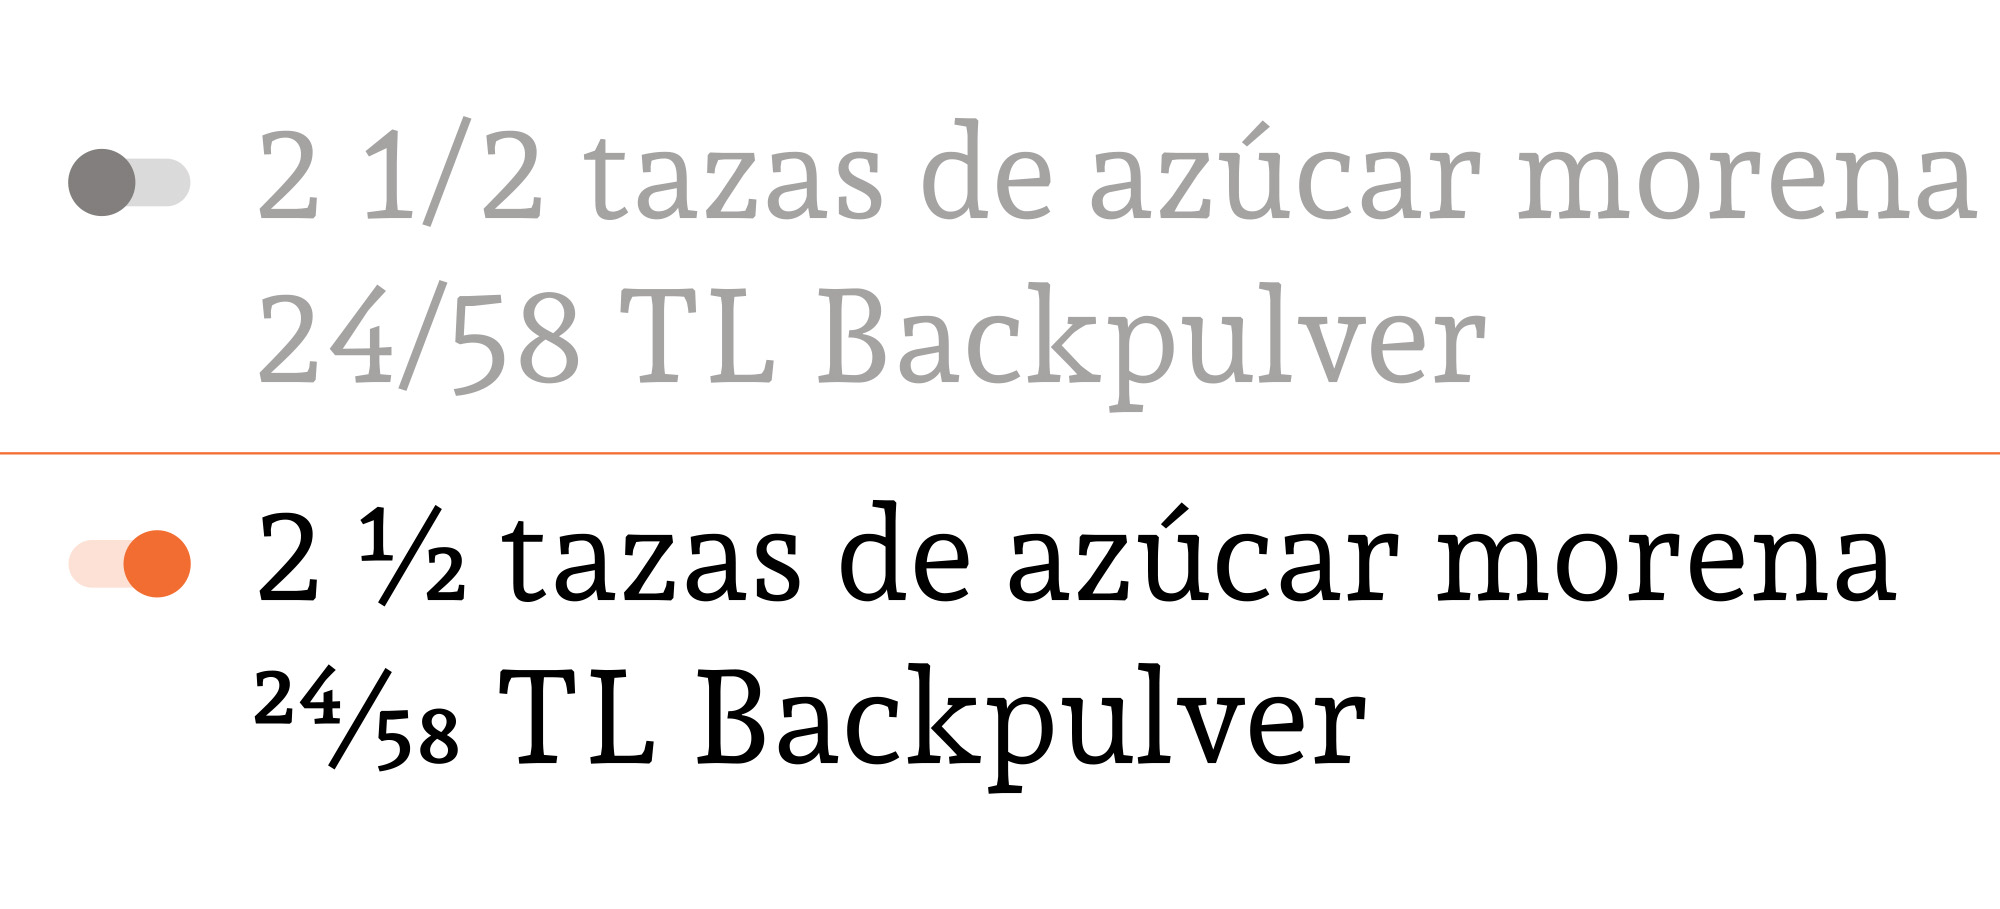 2 1/2 tazas de azúcar morena
24/58 TL Backpulver
2 ½ tazas de azúcar morena
²⁴⁄₅₈ TL Backpulver